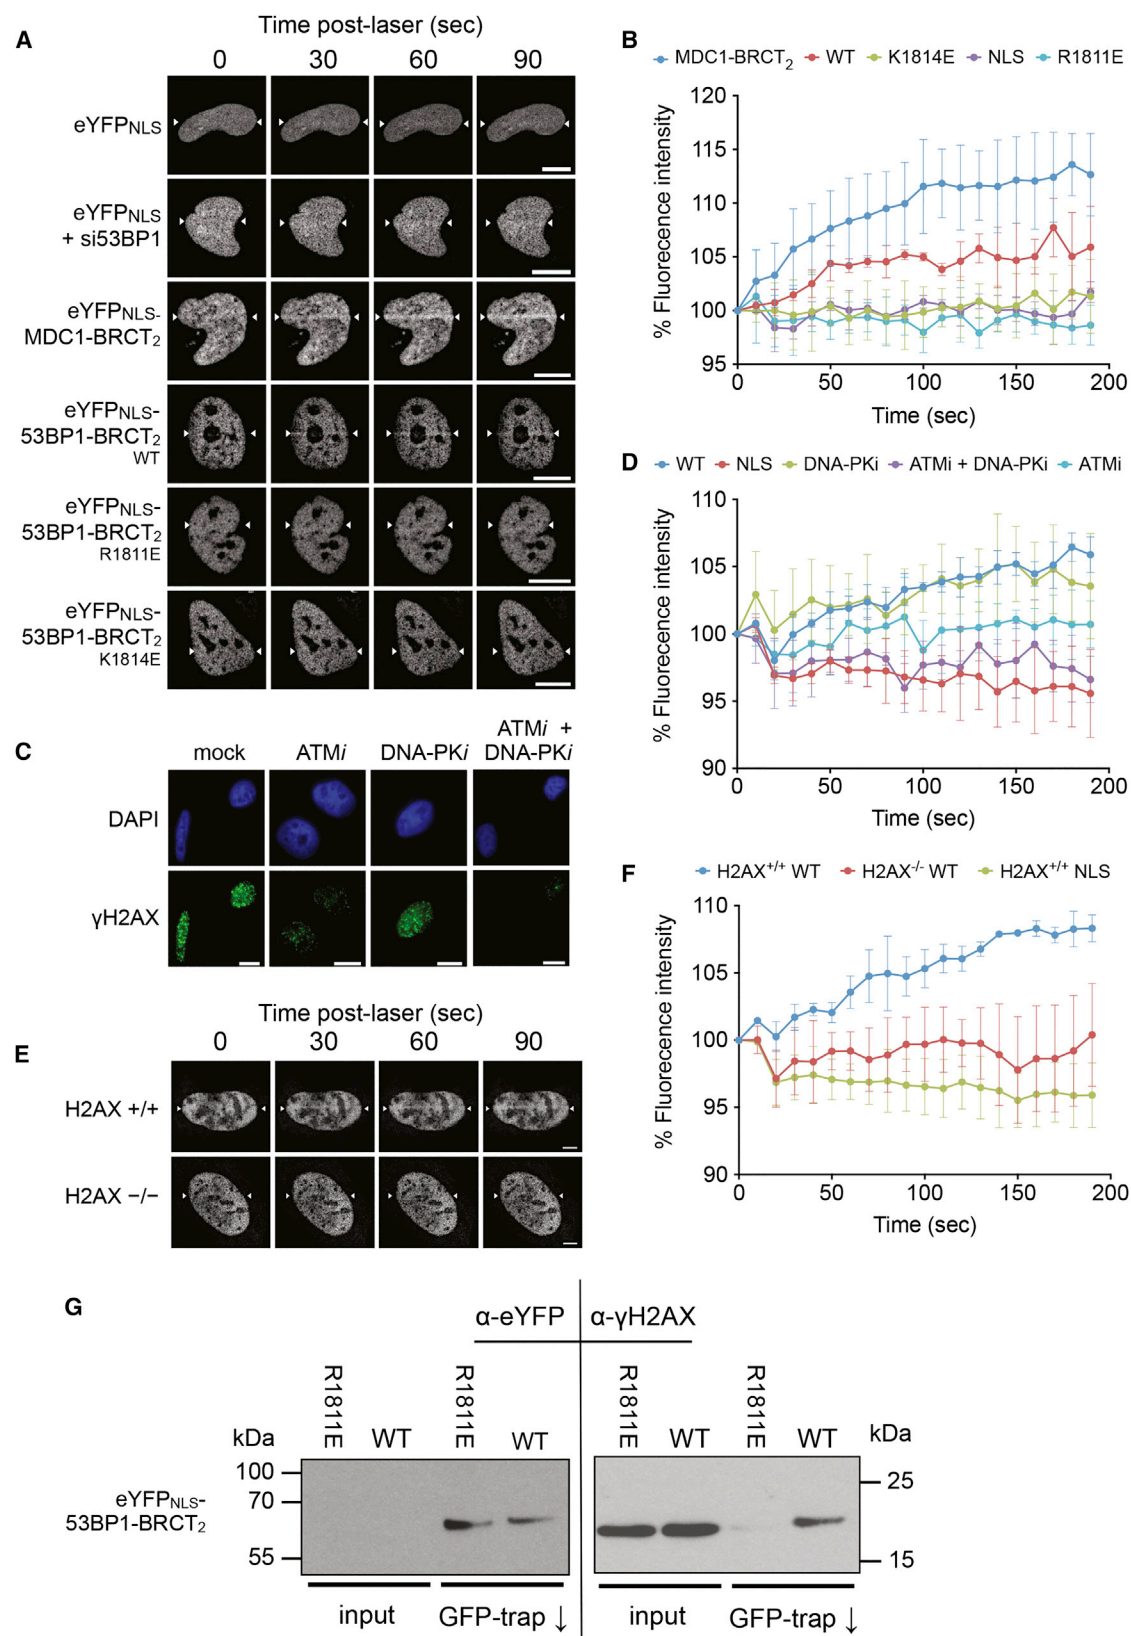 A
Time post-laser (sec)
0 30 60 90
eYFPNLS
eYFPNLS
+ si53BP1
eYFPNLS-
MDC1-BRCT2
eYFPNLS-
53BP1-BRCT2
WT
eYFPNLS-
53BP1-BRCT2
R1811E
eYFPNLS-
53BP1-BRCT2
K1814E
B
MDC1-BRCT2 WT K1814E NLS R1811E
% Fluorecence intensity
120
115
110
105
100
95
0 50 100 150 200
Time (sec)
C
mock ATMi DNA-PKi ATMi +
DNA-PKi
DAPI
γH2AX
D
WT NLS DNA-PKi ATMi + DNA-PKi ATMi
% Fluorecence intensity
110
105
100
95
90
0 50 100 150 200
Time (sec)
E
Time post-laser (sec)
0 30 60 90
H2AX +/+
H2AX −/−
F
H2AX+/+ WT H2AX-/- WT H2AX+/+ NLS
% Fluorecence intensity
110
105
100
95
90
0 50 100 150 200
Time (sec)
G
α-eYFP α-γH2AX
R1811E WT R1811E WT R1811E WT R1811E WT
kDa
100
70
55
eYFPNLS-
53BP1-BRCT2
kDa
25
15
input GFP-trap ↓ input GFP-trap ↓